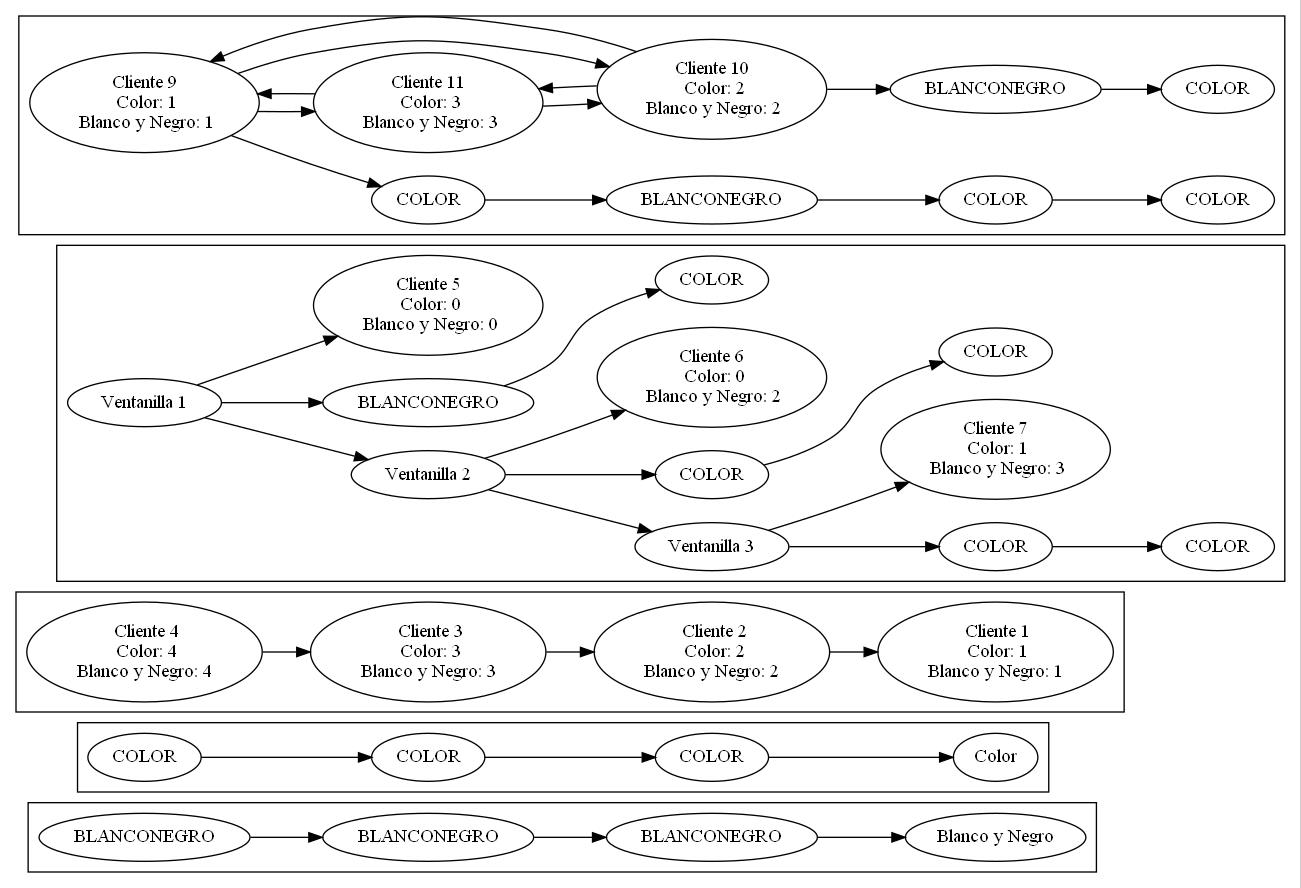 Cliente 9
Color: 1
Blanco y Negro: 1
Cliente 11
Color: 3
Blanco y Negro: 3
Cliente 10
Color: 2
Blanco y Negro: 2
BLANCONEGRO
COLOR
COLOR
BLANCONEGRO
COLOR
COLOR
Cliente 5
Color: 0
Blanco y Negro: 0
COLOR
Cliente 6
Color: 0
Blanco y Negro: 2
COLOR
Ventanilla 1
BLANCONEGRO
Cliente 7
Color: 1
Blanco y Negro: 3
Ventanilla 2
COLOR
Ventanilla 3
COLOR
COLOR
Cliente 4
Color: 4
Blanco y Negro: 4
Cliente 3
Color: 3
Blanco y Negro: 3
Cliente 2
Color: 2
Blanco y Negro: 2
Cliente 1
Color: 1
Blanco y Negro: 1
COLOR
COLOR
COLOR
Color
BLANCONEGRO
BLANCONEGRO
BLANCONEGRO
Blanco y Negro